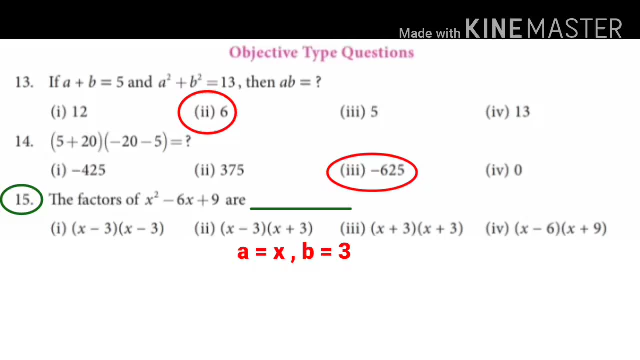 Made with KINEMASTER
Objective Type Questions
13. If a + b = 5 and a² + b² = 13, then ab = ?
(i) 12 (ii) 6 (iii) 5 (iv) 13
14. (5 + 20)(−20 − 5) = ?
(i) −425 (ii) 375 (iii) −625 (iv) 0
15. The factors of x² − 6x + 9 are __________
(i) (x − 3)(x − 3) (ii) (x − 3)(x + 3) (iii) (x + 3)(x + 3) (iv) (x − 6)(x + 9)
a = x , b = 3